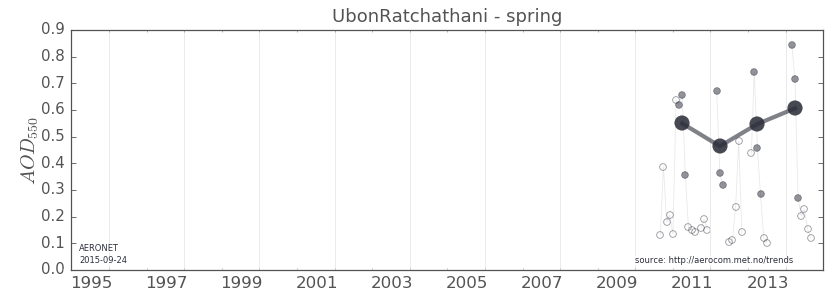 UbonRatchathani - spring
0.9
0.8
0.7
0.6
0.5
0.4
0.3
0.2
0.1
0.0
AOD550
AERONET
2015-09-24
source: http://aerocom.met.no/trends
1995 1997 1999 2001 2003 2005 2007 2009 2011 2013